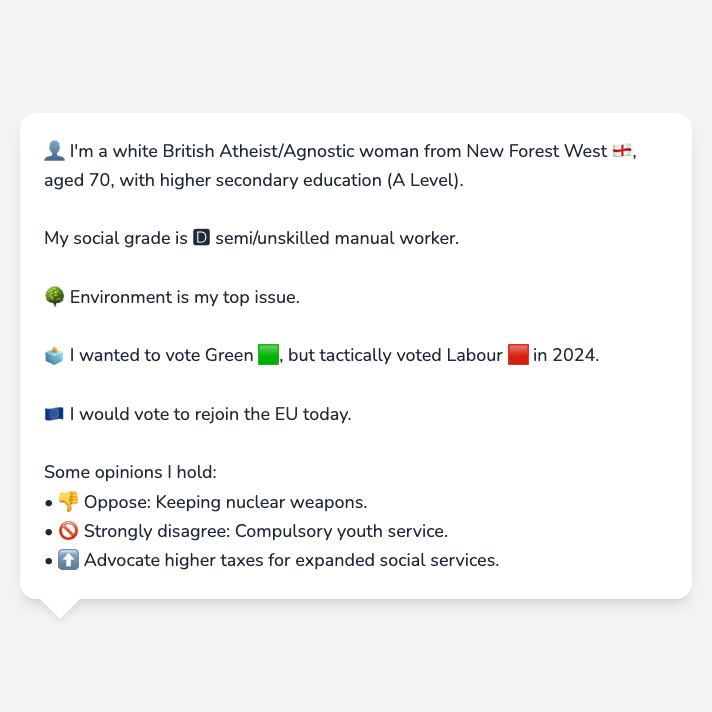 👤 I'm a white British Atheist/Agnostic woman from New Forest West 🏴󠁧󠁢󠁥󠁮󠁧󠁿,
aged 70, with higher secondary education (A Level).
My social grade is 🅳 semi/unskilled manual worker.
🌳 Environment is my top issue.
🗳️ I wanted to vote Green 🟩, but tactically voted Labour 🟥 in 2024.
🇪🇺 I would vote to rejoin the EU today.
Some opinions I hold:
• 👎 Oppose: Keeping nuclear weapons.
• 🚫 Strongly disagree: Compulsory youth service.
• ⬆️ Advocate higher taxes for expanded social services.